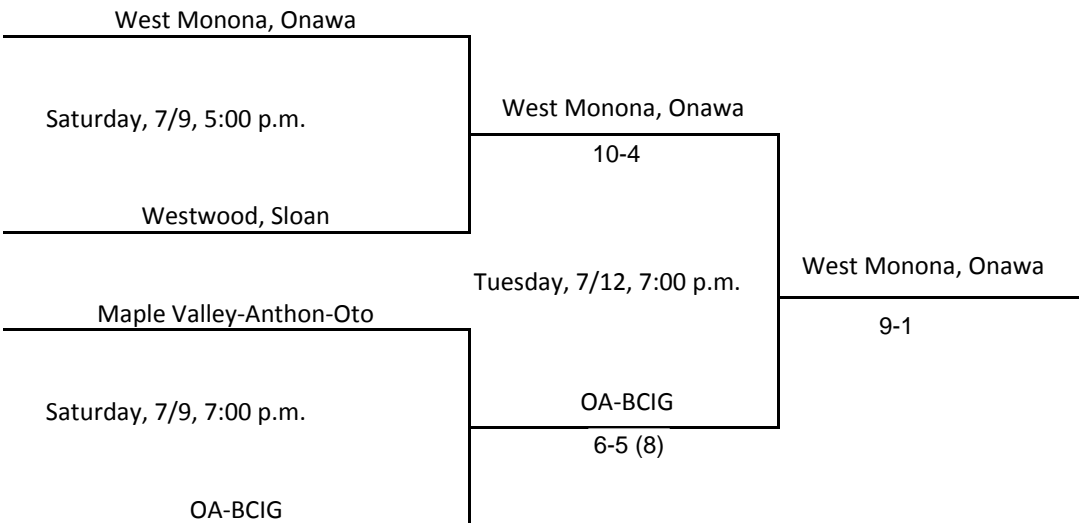 West Monona, Onawa
Saturday, 7/9, 5:00 p.m.
West Monona, Onawa
10-4
Westwood, Sloan
Tuesday, 7/12, 7:00 p.m.
West Monona, Onawa
9-1
Maple Valley-Anthon-Oto
Saturday, 7/9, 7:00 p.m.
OA-BCIG
6-5 (8)
OA-BCIG